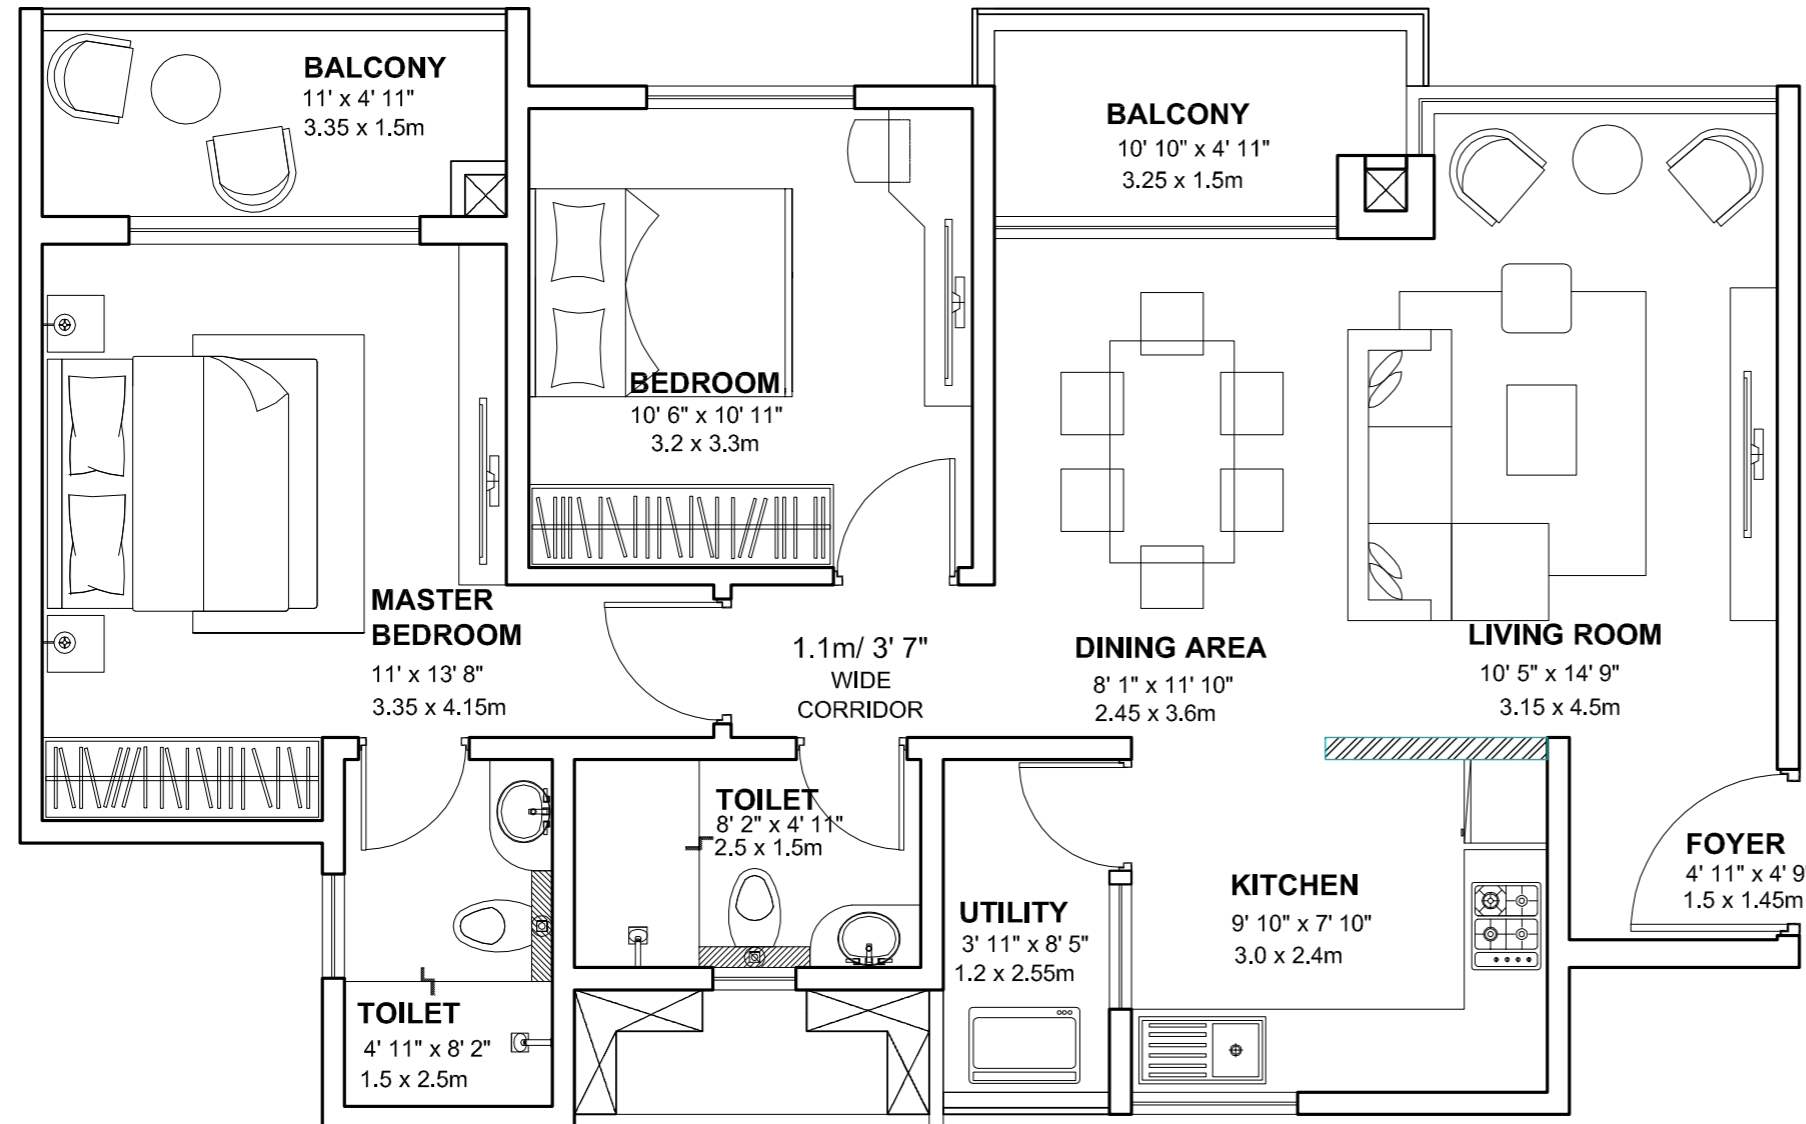 BALCONY
11' x 4' 11"
3.35 x 1.5m
BALCONY
10' 10" x 4' 11"
3.25 x 1.5m
BEDROOM
10' 6" x 10' 11"
3.2 x 3.3m
MASTER
BEDROOM
11' x 13' 8"
3.35 x 4.15m
1.1m/ 3' 7"
WIDE
CORRIDOR
DINING AREA
8' 1" x 11' 10"
2.45 x 3.6m
LIVING ROOM
10' 5" x 14' 9"
3.15 x 4.5m
TOILET
8' 2" x 4' 11"
2.5 x 1.5m
FOYER
4' 11" x 4' 9'
1.5 x 1.45m
UTILITY
3' 11" x 8' 5"
1.2 x 2.55m
KITCHEN
9' 10" x 7' 10"
3.0 x 2.4m
TOILET
4' 11" x 8' 2"
1.5 x 2.5m